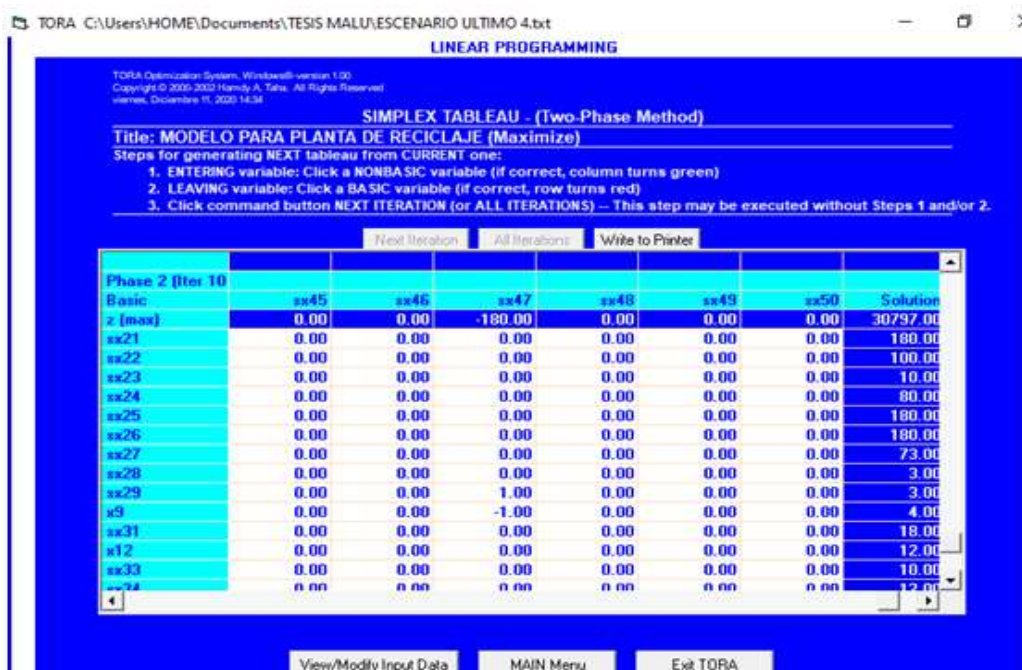 TORA C:\Users\HOME\Documents\TESIS MALU\ESCENARIO ULTIMO 4.txt
LINEAR PROGRAMMING
TORA Optimization System, Windows®-version 1.00
Copyright © 2000-2002 Hamdy A. Taha. All Rights Reserved
viernes, Diciembre 11, 2020 14:34
SIMPLEX TABLEAU - (Two-Phase Method)
Title: MODELO PARA PLANTA DE RECICLAJE (Maximize)
Steps for generating NEXT tableau from CURRENT one:
1. ENTERING variable: Click a NONBASIC variable (if correct, column turns green)
2. LEAVING variable: Click a BASIC variable (if correct, row turns red)
3. Click command button NEXT ITERATION (or ALL ITERATIONS) -- This step may be executed without Steps 1 and/or 2.
Next Iteration All Iterations Write to Printer
Phase 2 (Iter 10
Basic sx45 sx46 sx47 sx48 sx49 sx50 Solution
z (max) 0.00 0.00 -180.00 0.00 0.00 0.00 30797.00
sx21 0.00 0.00 0.00 0.00 0.00 0.00 180.00
sx22 0.00 0.00 0.00 0.00 0.00 0.00 100.00
sx23 0.00 0.00 0.00 0.00 0.00 0.00 10.00
sx24 0.00 0.00 0.00 0.00 0.00 0.00 80.00
sx25 0.00 0.00 0.00 0.00 0.00 0.00 180.00
sx26 0.00 0.00 0.00 0.00 0.00 0.00 180.00
sx27 0.00 0.00 0.00 0.00 0.00 0.00 73.00
sx28 0.00 0.00 0.00 0.00 0.00 0.00 3.00
sx29 0.00 0.00 1.00 0.00 0.00 0.00 3.00
x9 0.00 0.00 -1.00 0.00 0.00 0.00 4.00
sx31 0.00 0.00 0.00 0.00 0.00 0.00 18.00
x12 0.00 0.00 0.00 0.00 0.00 0.00 12.00
sx33 0.00 0.00 0.00 0.00 0.00 0.00 10.00
sx34 0.00 0.00 0.00 0.00 0.00 0.00 12.00
View/Modify Input Data MAIN Menu Exit TORA